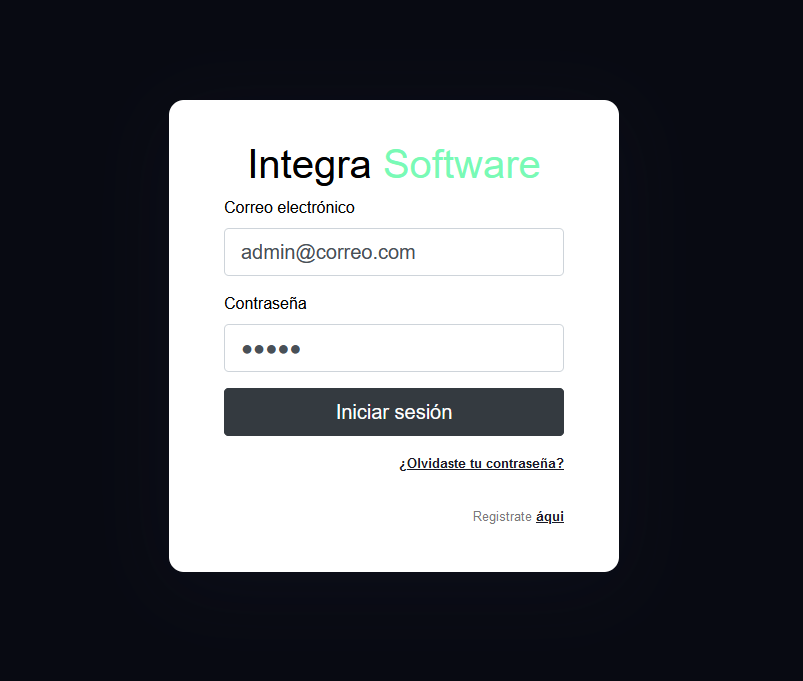 Integra Software
Correo electrónico
admin@correo.com
Contraseña
●●●●●
Iniciar sesión
¿Olvidaste tu contraseña?
Registrate áqui